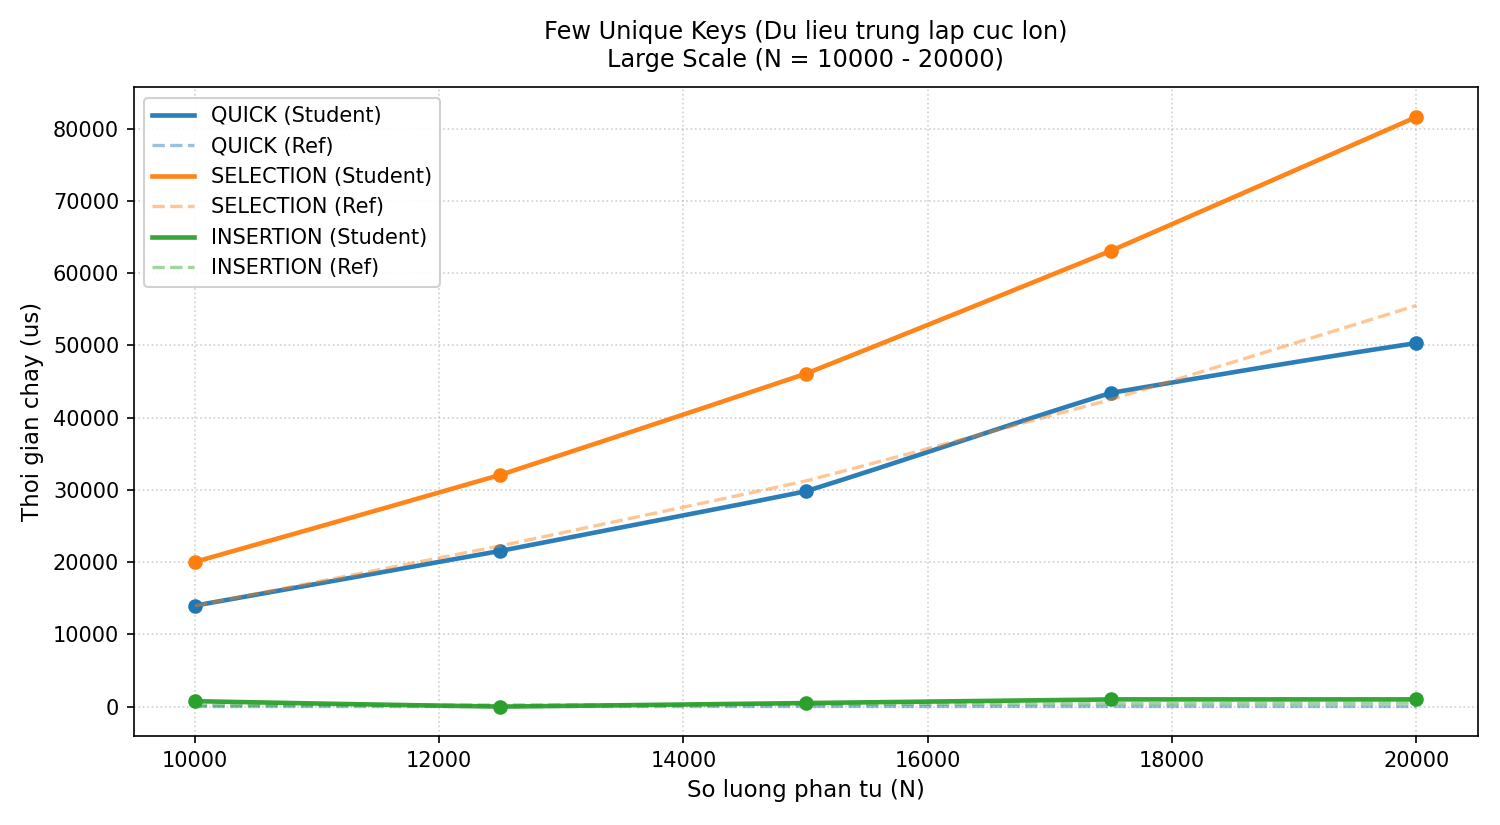 Few Unique Keys (Du lieu trung lap cuc lon)
Large Scale (N = 10000 - 20000)
QUICK (Student)
QUICK (Ref)
SELECTION (Student)
SELECTION (Ref)
INSERTION (Student)
INSERTION (Ref)
Thoi gian chay (us)
80000
70000
60000
50000
40000
30000
20000
10000
0
10000 12000 14000 16000 18000 20000
So luong phan tu (N)